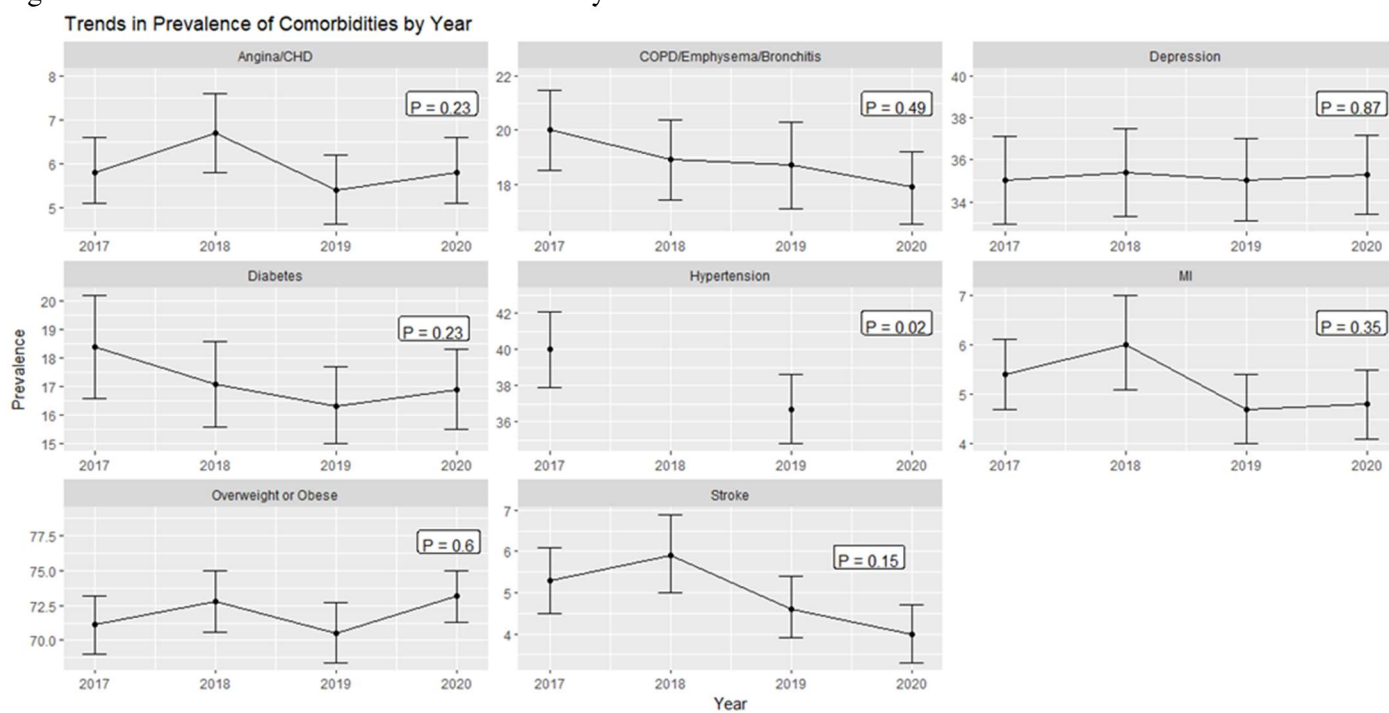 Trends in Prevalence of Comorbidities by Year
Angina/CHD
COPD/Emphysema/Bronchitis
Depression
8
7
6
5
P = 0.23
2017 2018 2019 2020
22
20
18
P = 0.49
2017 2018 2019 2020
40
38
36
34
P = 0.87
2017 2018 2019 2020
Diabetes
Hypertension
MI
Prevalence
20
19
18
17
16
15
P = 0.23
2017 2018 2019 2020
42
40
38
36
P = 0.02
2017 2018 2019 2020
7
6
5
4
P = 0.35
2017 2018 2019 2020
Overweight or Obese
Stroke
77.5
75.0
72.5
70.0
P = 0.6
2017 2018 2019 2020
7
6
5
4
P = 0.15
2017 2018 2019 2020
Year